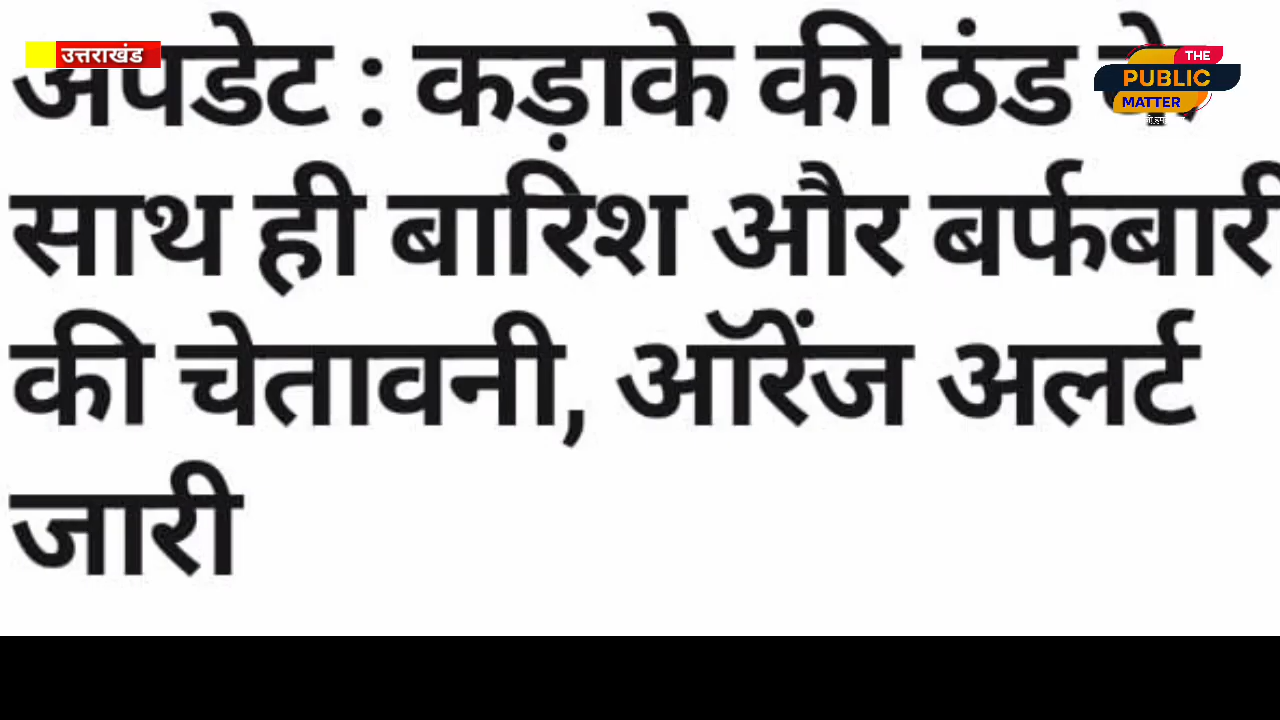 उत्तराखंड
अपडेट : कड़ाके की ठंड के
THE
PUBLIC
MATTER
साथ ही बारिश और बर्फबारी
की चेतावनी, ऑरेंज अलर्ट
जारी